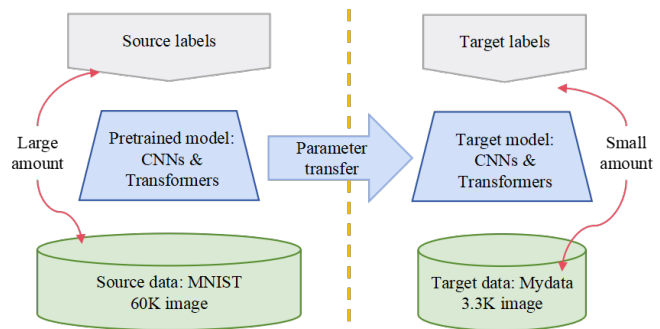 Source labels
Target labels
Large
amount
Pretrained model:
CNNs &
Transformers
Parameter
transfer
Target model:
CNNs &
Transformers
Small
amount
Source data: MNIST
60K image
Target data: Mydata
3.3K image